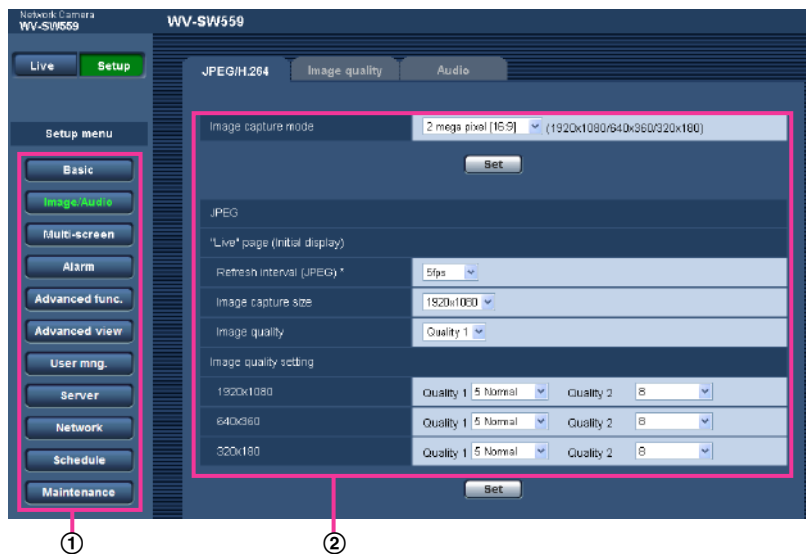 Network Camera
WV-SW559
WV-SW559
Live Setup
JPEG/H.264 Image quality Audio
Setup menu
Basic
Image/Audio
Multi-screen
Alarm
Advanced func.
Advanced view
User mng.
Server
Network
Schedule
Maintenance
Image capture mode 2 mega pixel [16:9] (1920x1080/640x360/320x180)
Set
JPEG
"Live" page (Initial display)
Refresh interval (JPEG) * 5fps
Image capture size 1920x1080
Image quality Quality 1
Image quality setting
1920x1080 Quality 1 5 Normal Quality 2 8
640x360 Quality 1 5 Normal Quality 2 8
320x180 Quality 1 5 Normal Quality 2 8
Set
① ②